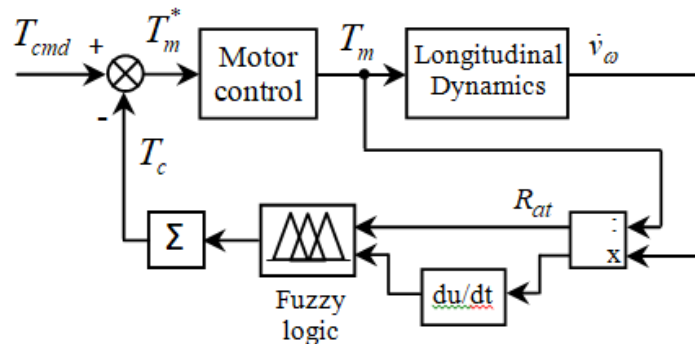 T_cmd + T_m^* Motor control T_m Longitudinal Dynamics v̇_ω
-
T_c
R_at
÷
x
Σ
du/dt
Fuzzy
logic